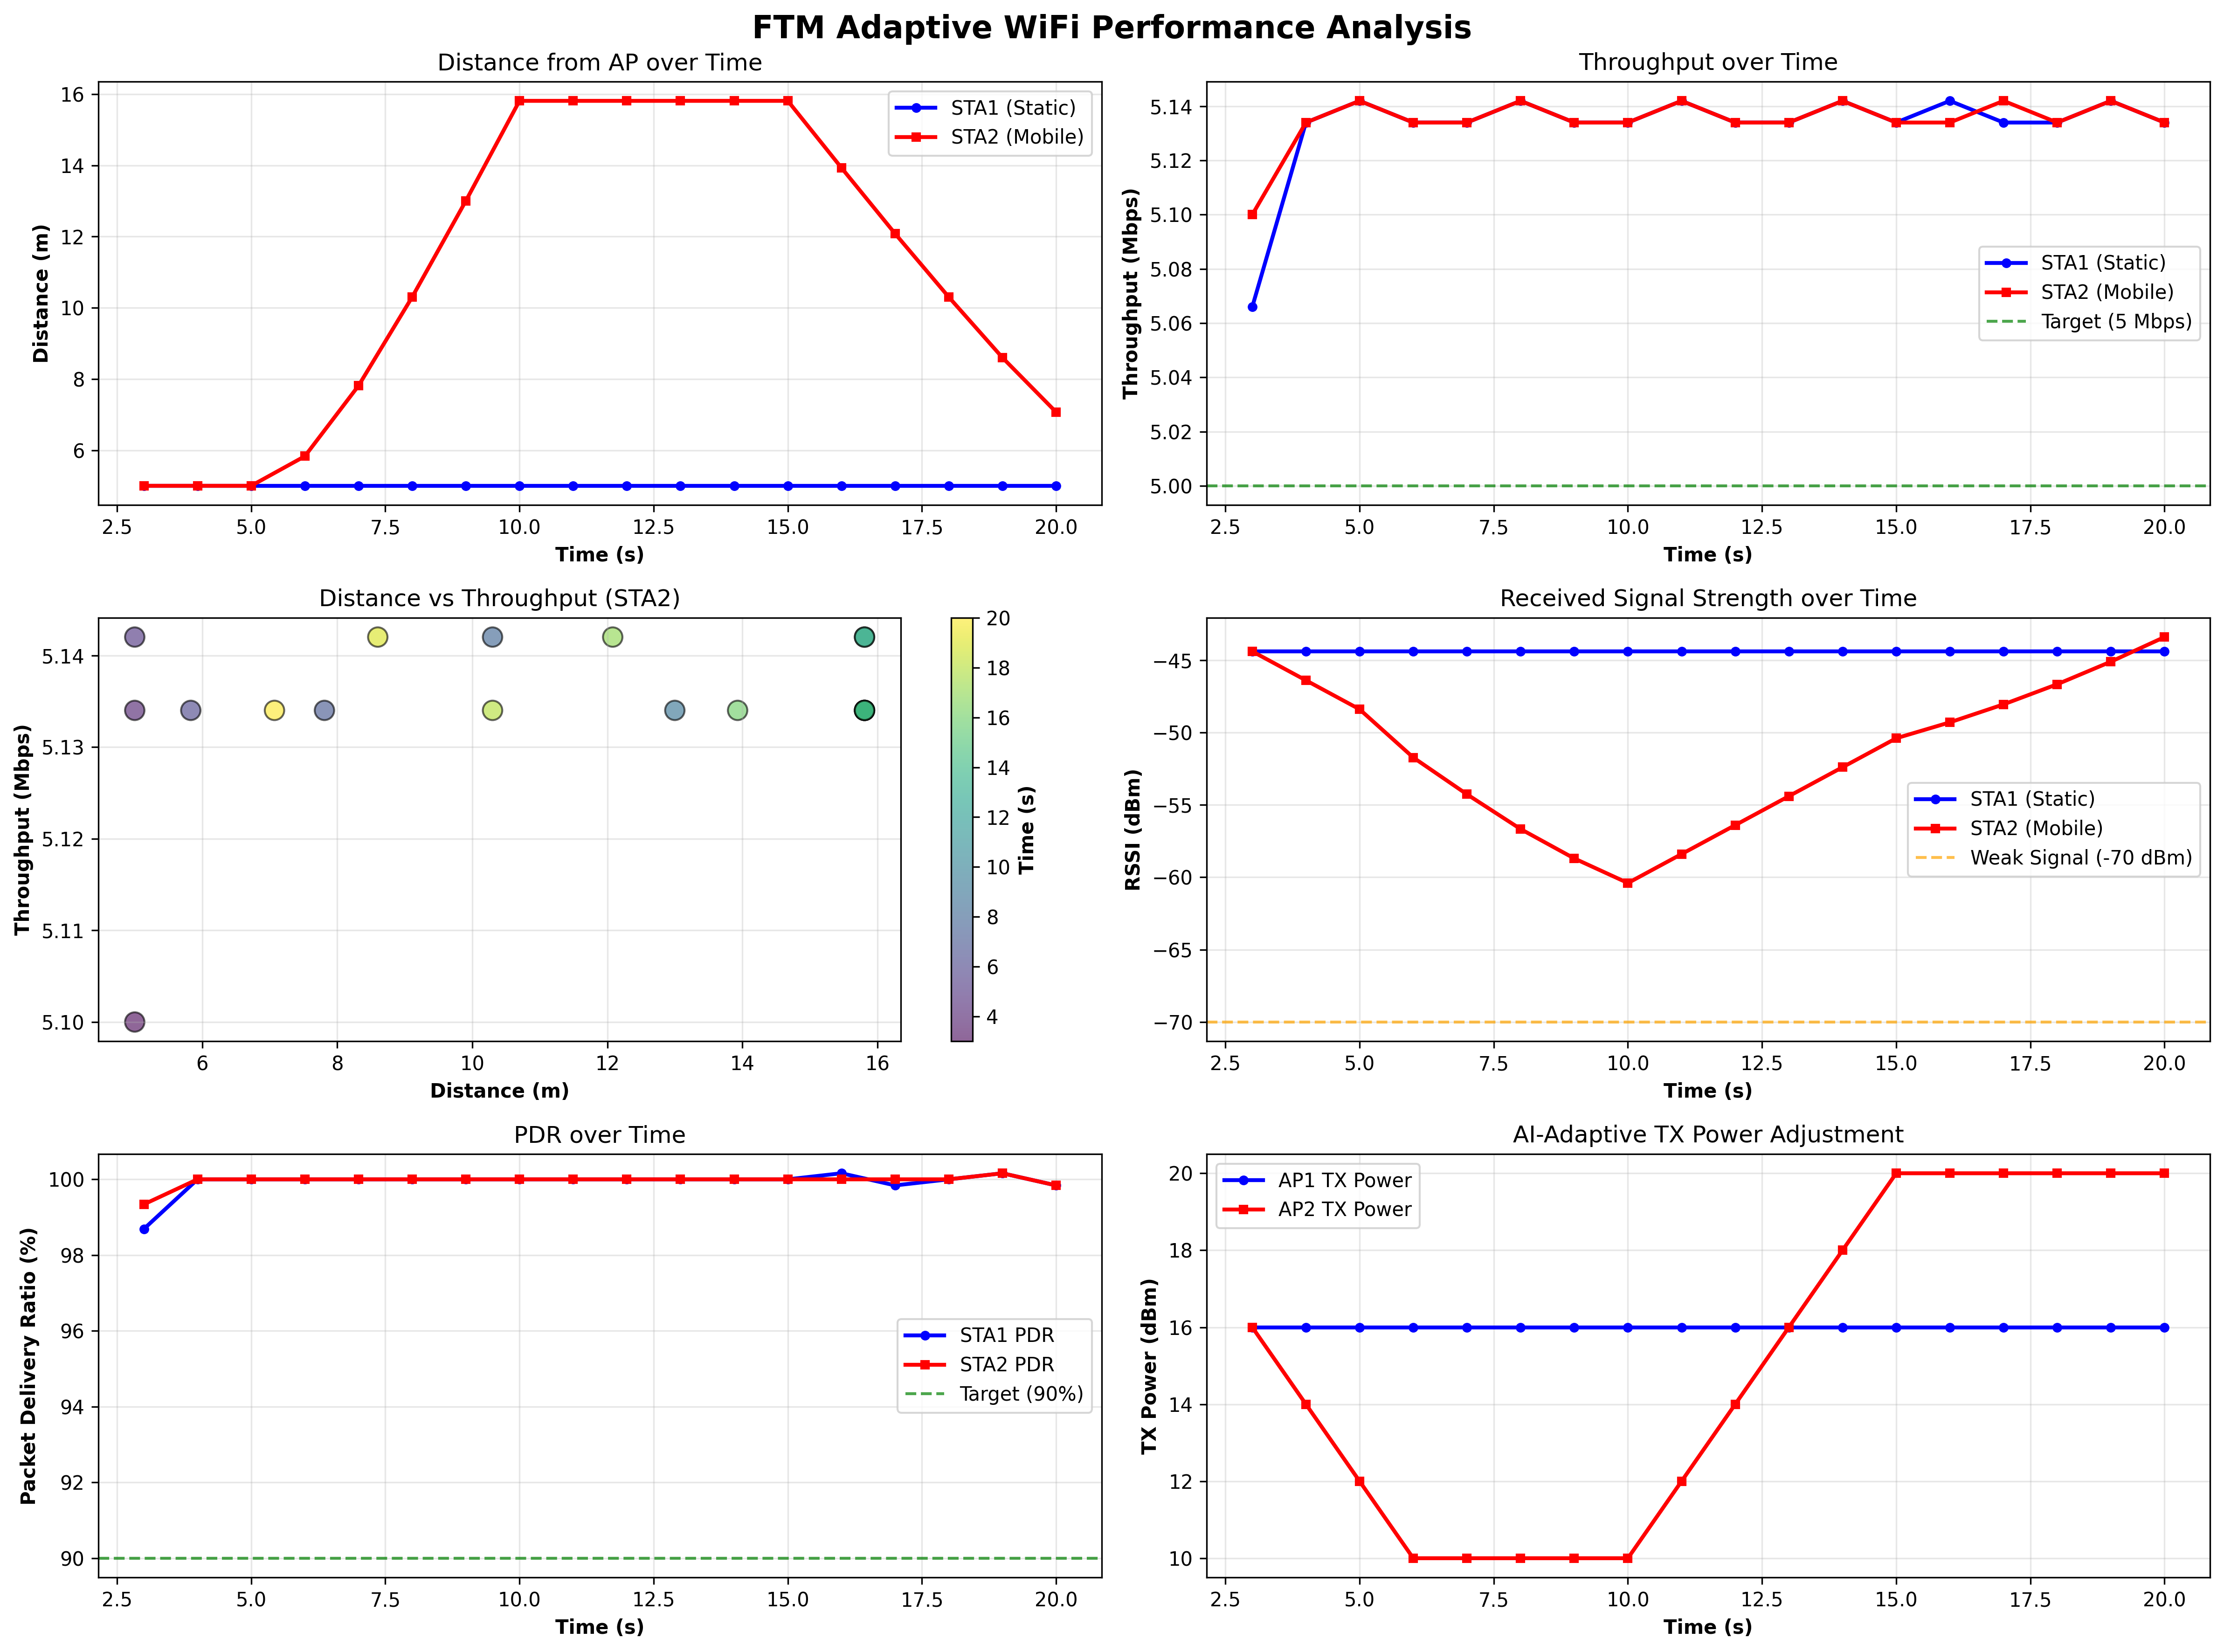 FTM Adaptive WiFi Performance Analysis
Distance from AP over Time
Distance (m)
16
14
12
10
8
6
STA1 (Static)
STA2 (Mobile)
2.5 5.0 7.5 10.0 12.5 15.0 17.5 20.0
Time (s)
Throughput over Time
Throughput (Mbps)
5.14
5.12
5.10
5.08
5.06
5.04
5.02
5.00
STA1 (Static)
STA2 (Mobile)
Target (5 Mbps)
2.5 5.0 7.5 10.0 12.5 15.0 17.5 20.0
Time (s)
Distance vs Throughput (STA2)
Throughput (Mbps)
5.14
5.13
5.12
5.11
5.10
6 8 10 12 14 16
Distance (m)
20
18
16
14
12
10
8
6
4
Time (s)
Received Signal Strength over Time
RSSI (dBm)
−45
−50
−55
−60
−65
−70
STA1 (Static)
STA2 (Mobile)
Weak Signal (-70 dBm)
2.5 5.0 7.5 10.0 12.5 15.0 17.5 20.0
Time (s)
PDR over Time
Packet Delivery Ratio (%)
100
98
96
94
92
90
STA1 PDR
STA2 PDR
Target (90%)
2.5 5.0 7.5 10.0 12.5 15.0 17.5 20.0
Time (s)
AI-Adaptive TX Power Adjustment
TX Power (dBm)
20
18
16
14
12
10
AP1 TX Power
AP2 TX Power
2.5 5.0 7.5 10.0 12.5 15.0 17.5 20.0
Time (s)